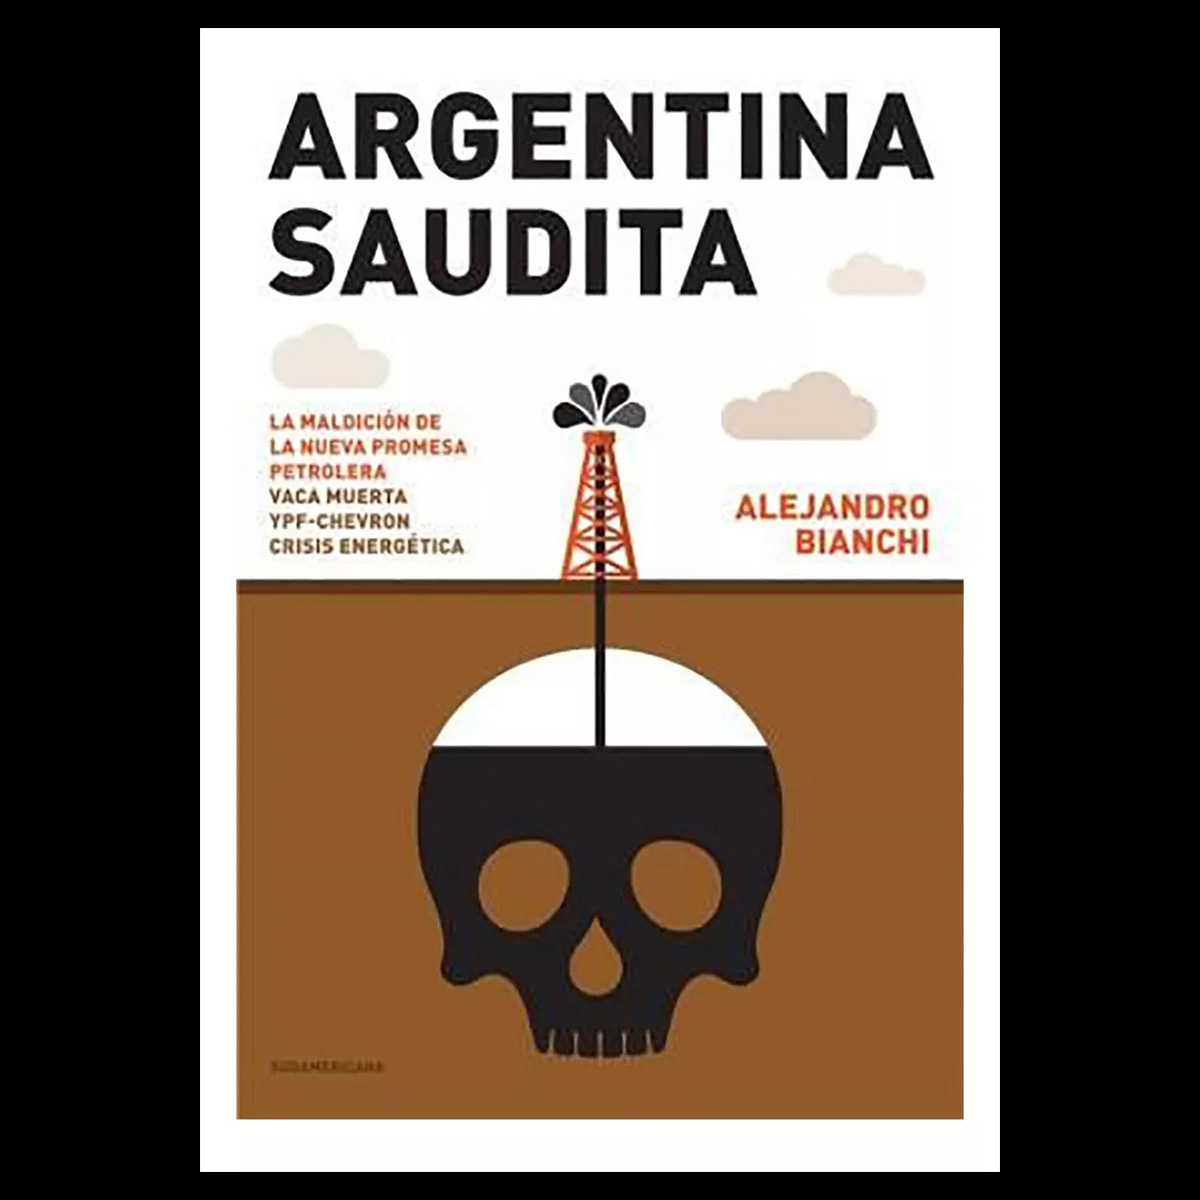 ARGENTINA
SAUDITA
LA MALDICIÓN DE
LA NUEVA PROMESA
PETROLERA
VACA MUERTA
YPF-CHEVRON
CRISIS ENERGÉTICA
ALEJANDRO
BIANCHI
SUDAMERICANA